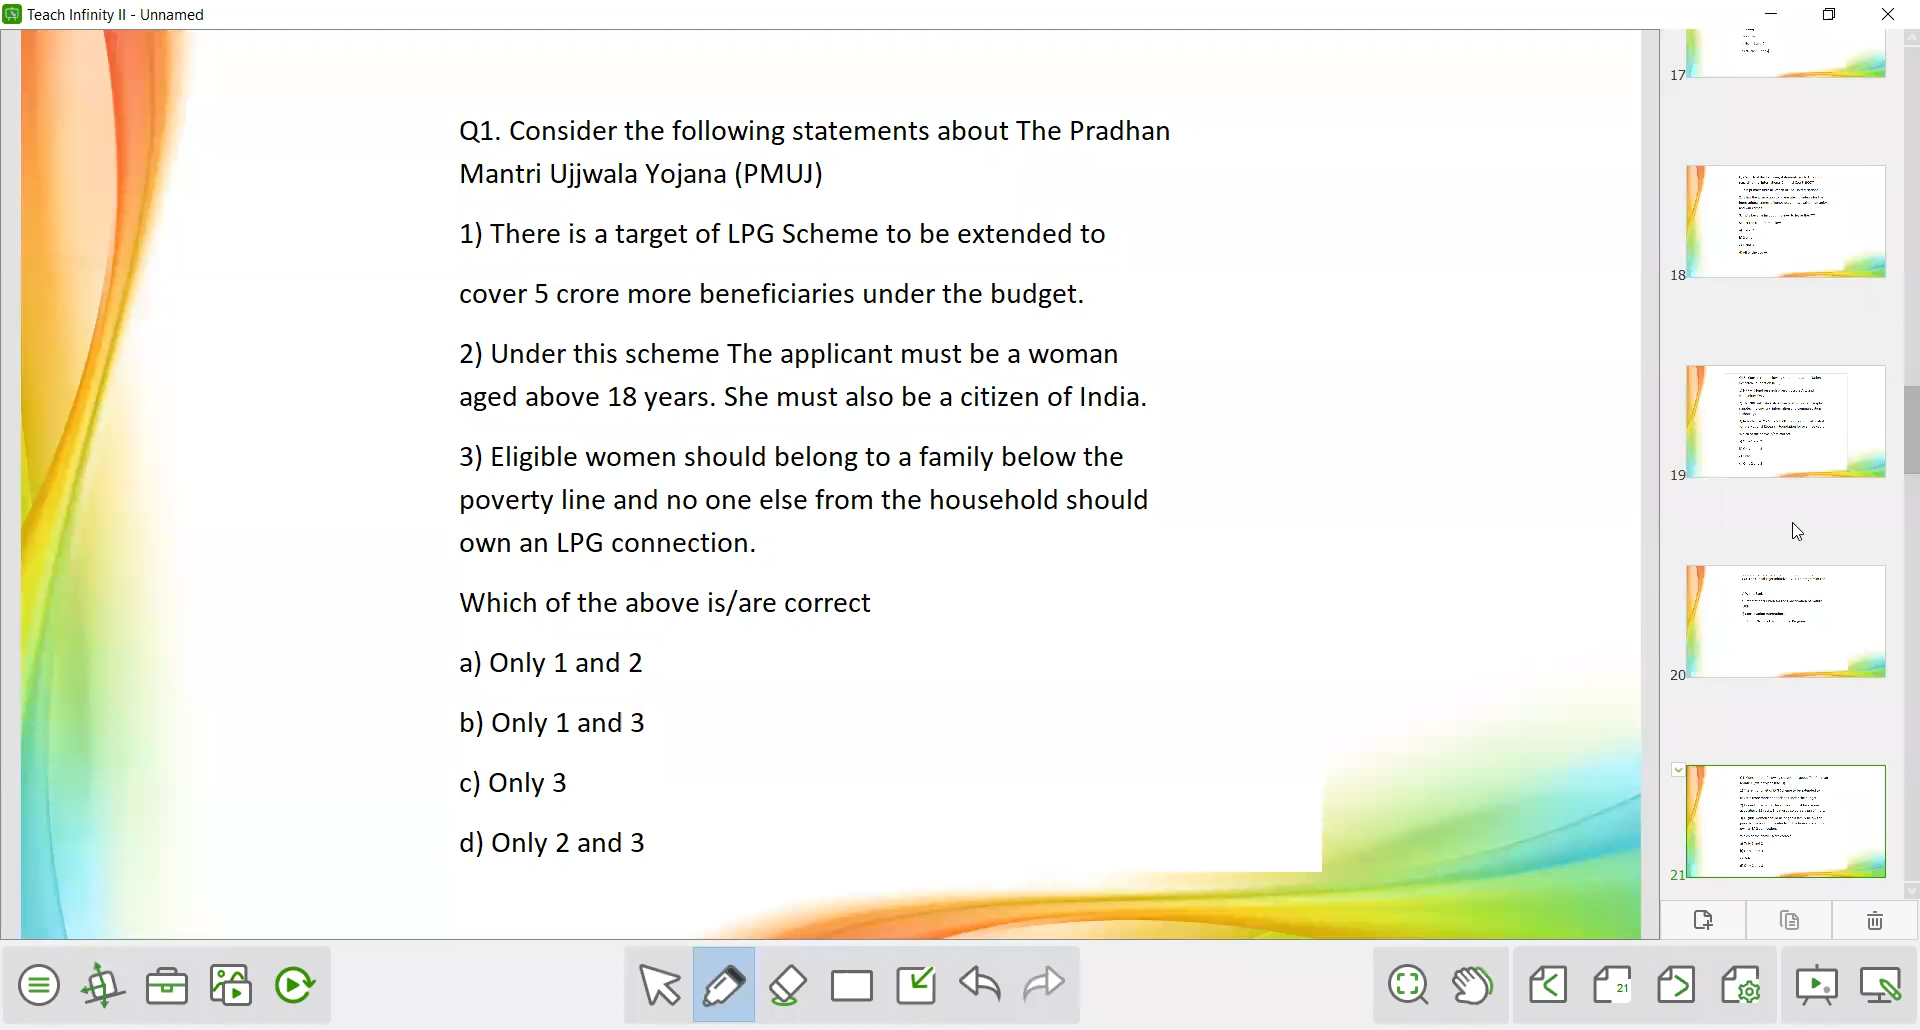 Teach Infinity II - Unnamed
Q1. Consider the following statements about The Pradhan
Mantri Ujjwala Yojana (PMUJ)
1) There is a target of LPG Scheme to be extended to
cover 5 crore more beneficiaries under the budget.
2) Under this scheme The applicant must be a woman
aged above 18 years. She must also be a citizen of India.
3) Eligible women should belong to a family below the
poverty line and no one else from the household should
own an LPG connection.
Which of the above is/are correct
a) Only 1 and 2
b) Only 1 and 3
c) Only 3
d) Only 2 and 3
17
18
19
20
21
21